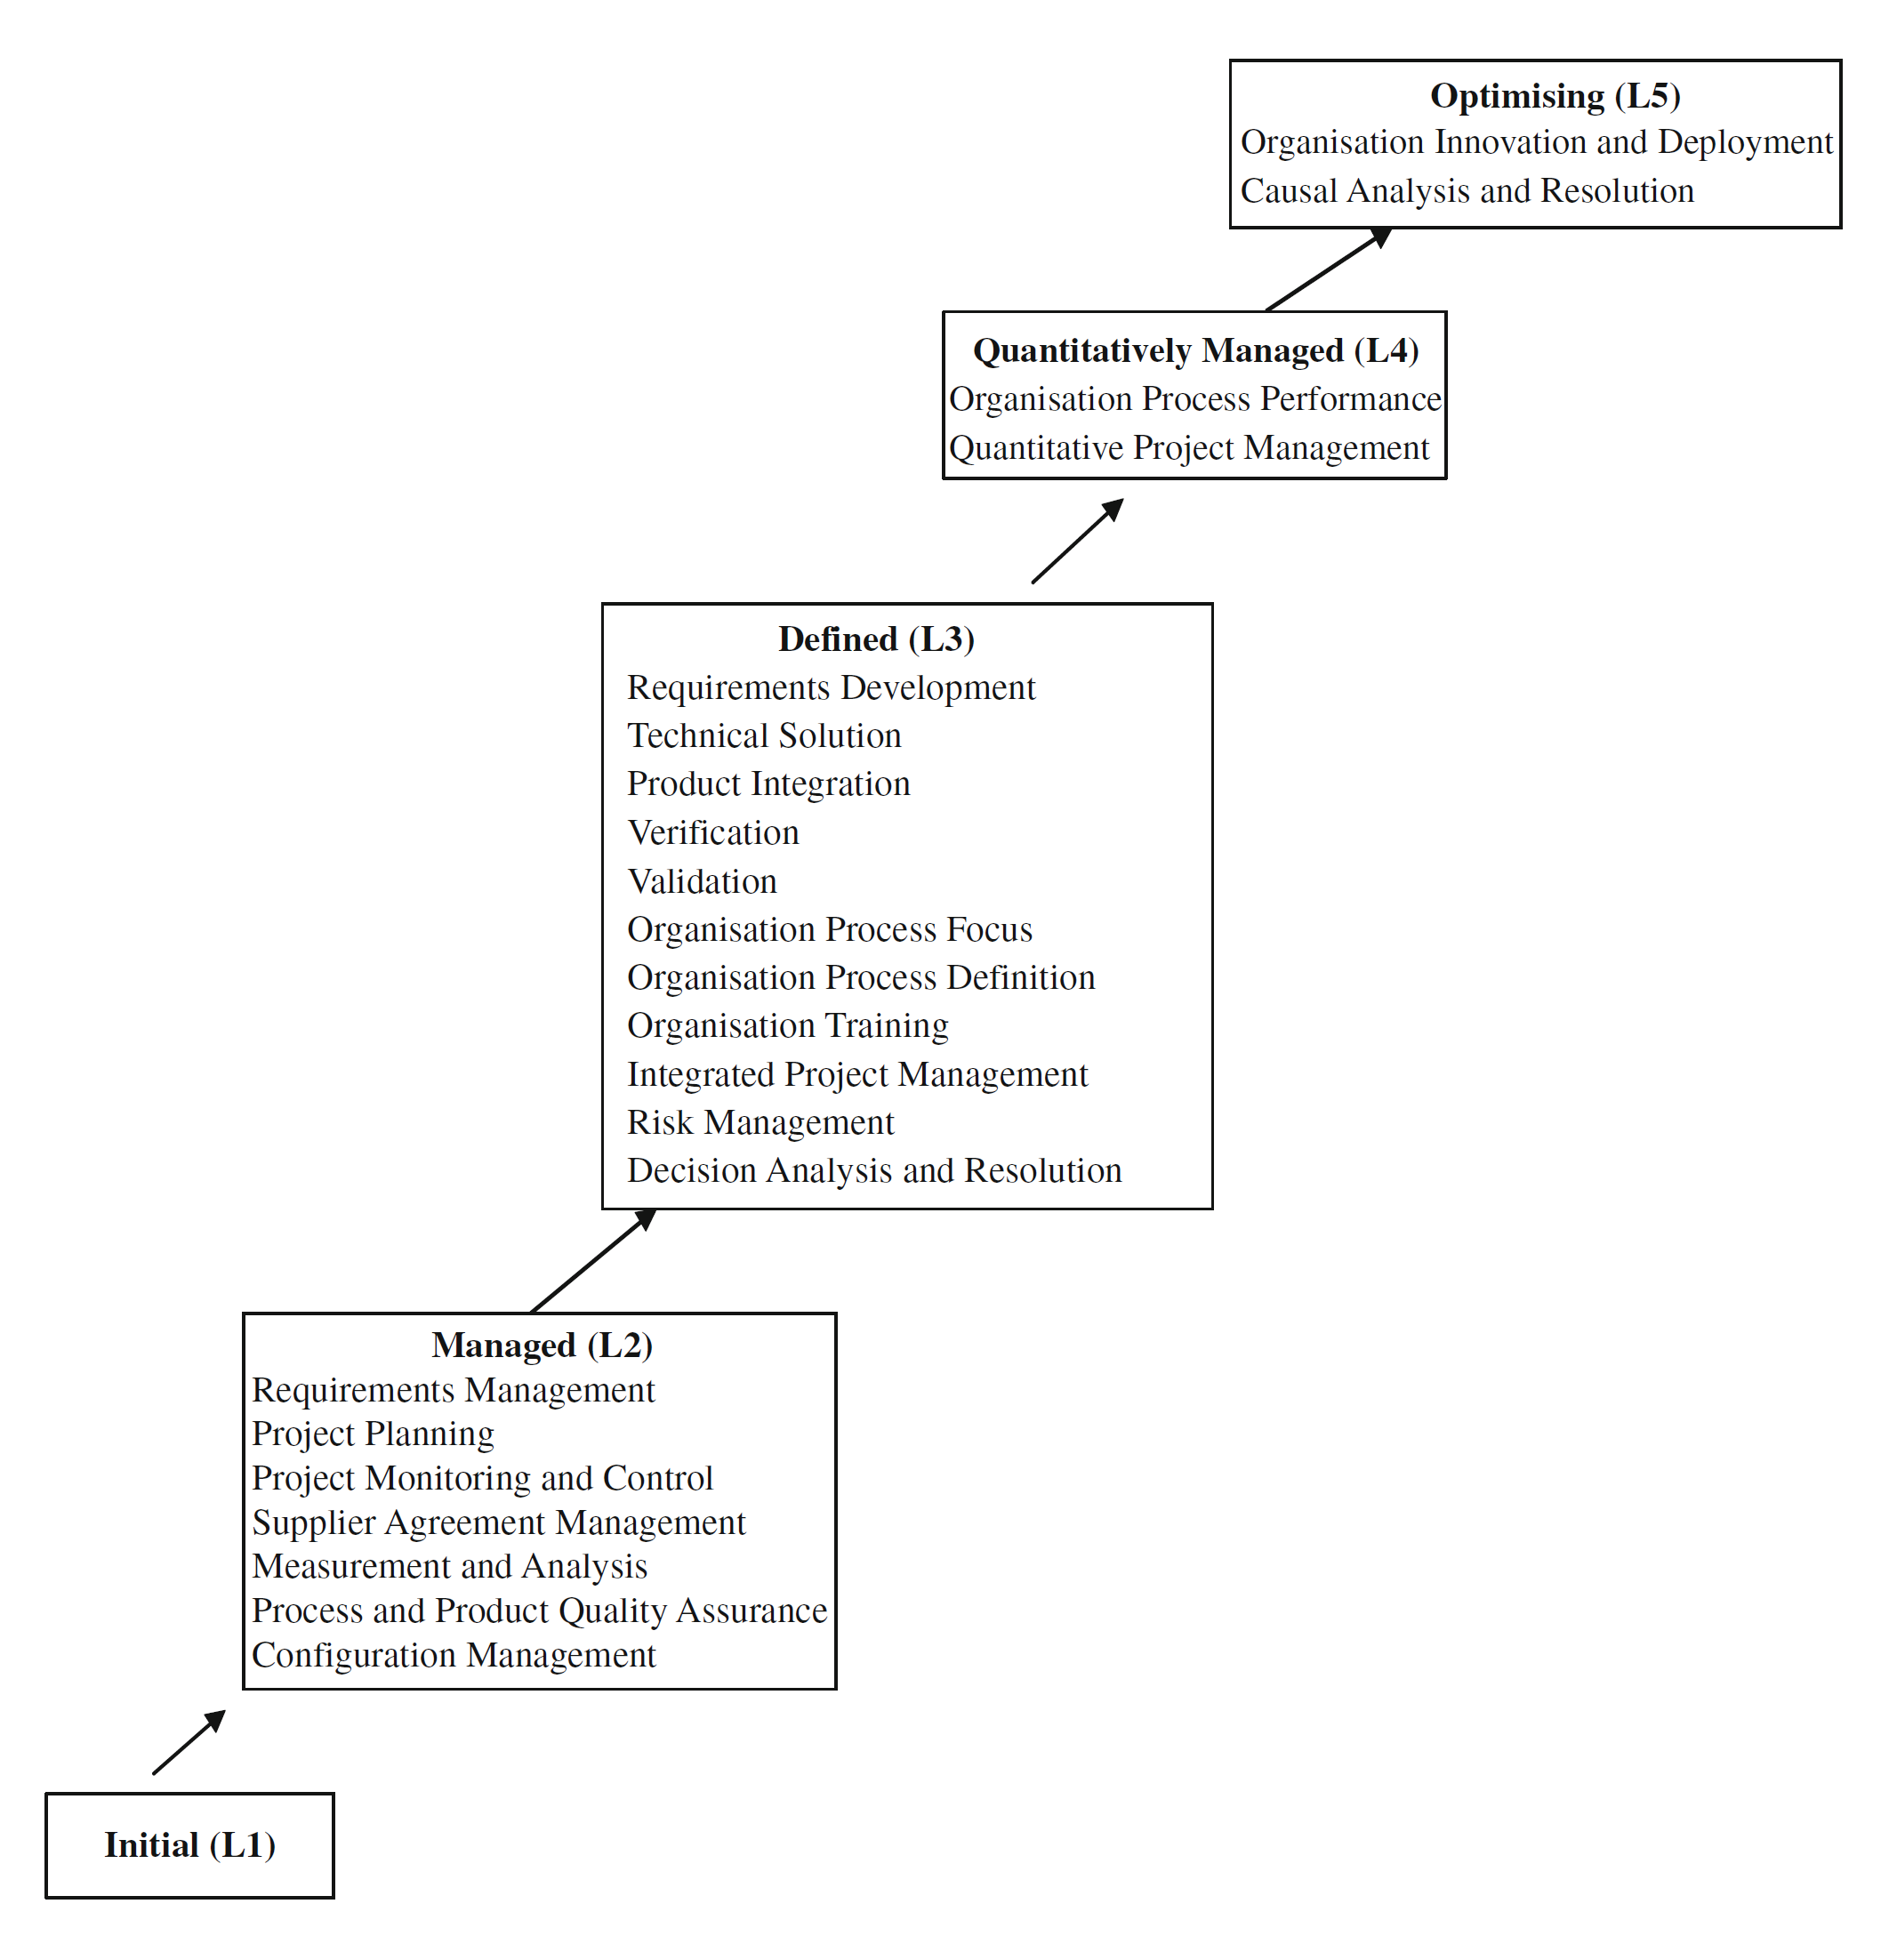 Optimising (L5)
Organisation Innovation and Deployment
Causal Analysis and Resolution
Quantitatively Managed (L4)
Organisation Process Performance
Quantitative Project Management
Defined (L3)
Requirements Development
Technical Solution
Product Integration
Verification
Validation
Organisation Process Focus
Organisation Process Definition
Organisation Training
Integrated Project Management
Risk Management
Decision Analysis and Resolution
Managed (L2)
Requirements Management
Project Planning
Project Monitoring and Control
Supplier Agreement Management
Measurement and Analysis
Process and Product Quality Assurance
Configuration Management
Initial (L1)